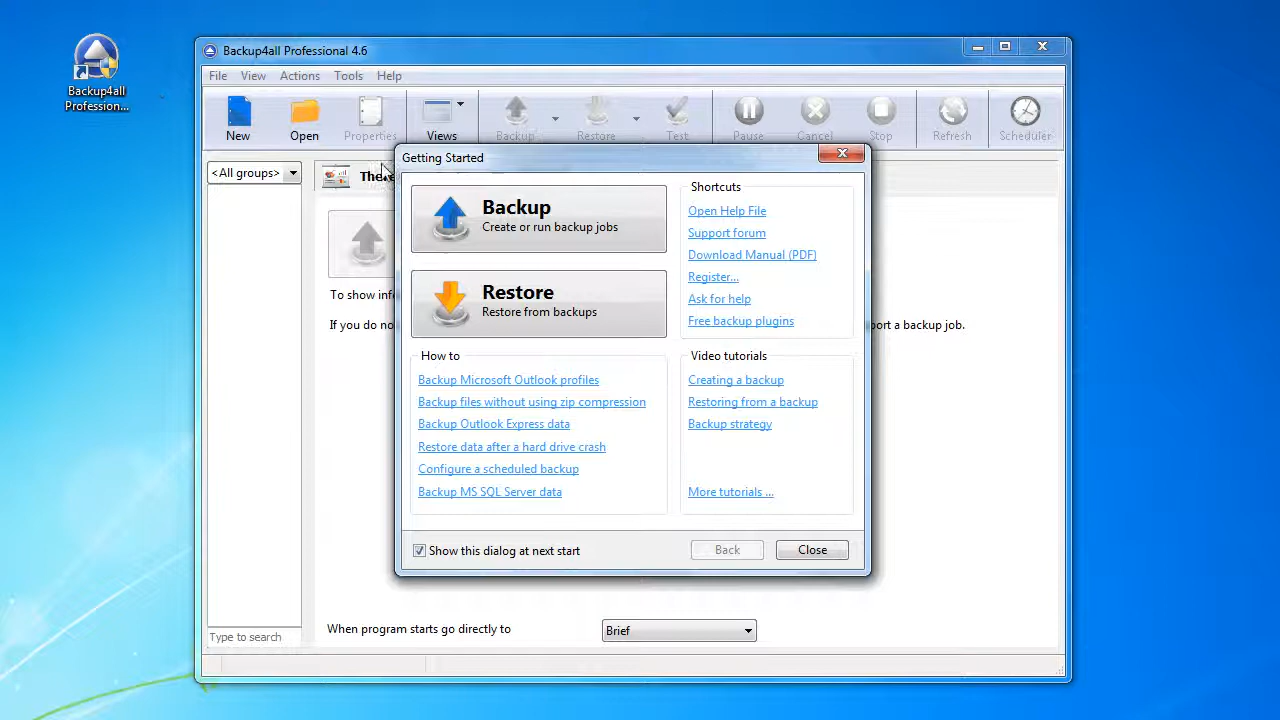 Backup4all
Profession...
Backup4all Professional 4.6
File View Actions Tools Help
New Open Properties Views Backup Restore Test Pause Cancel Stop Refresh Scheduler
<All groups>
Getting Started
Backup
Create or run backup jobs
Restore
Restore from backups
Shortcuts
Open Help File
Support forum
Download Manual (PDF)
Register...
Ask for help
Free backup plugins
To show
If you do
port a backup job.
How to
Backup Microsoft Outlook profiles
Backup files without using zip compression
Backup Outlook Express data
Restore data after a hard drive crash
Configure a scheduled backup
Backup MS SQL Server data
Video tutorials
Creating a backup
Restoring from a backup
Backup strategy
More tutorials ...
Show this dialog at next start
Back Close
When program starts go directly to Brief
Type to search